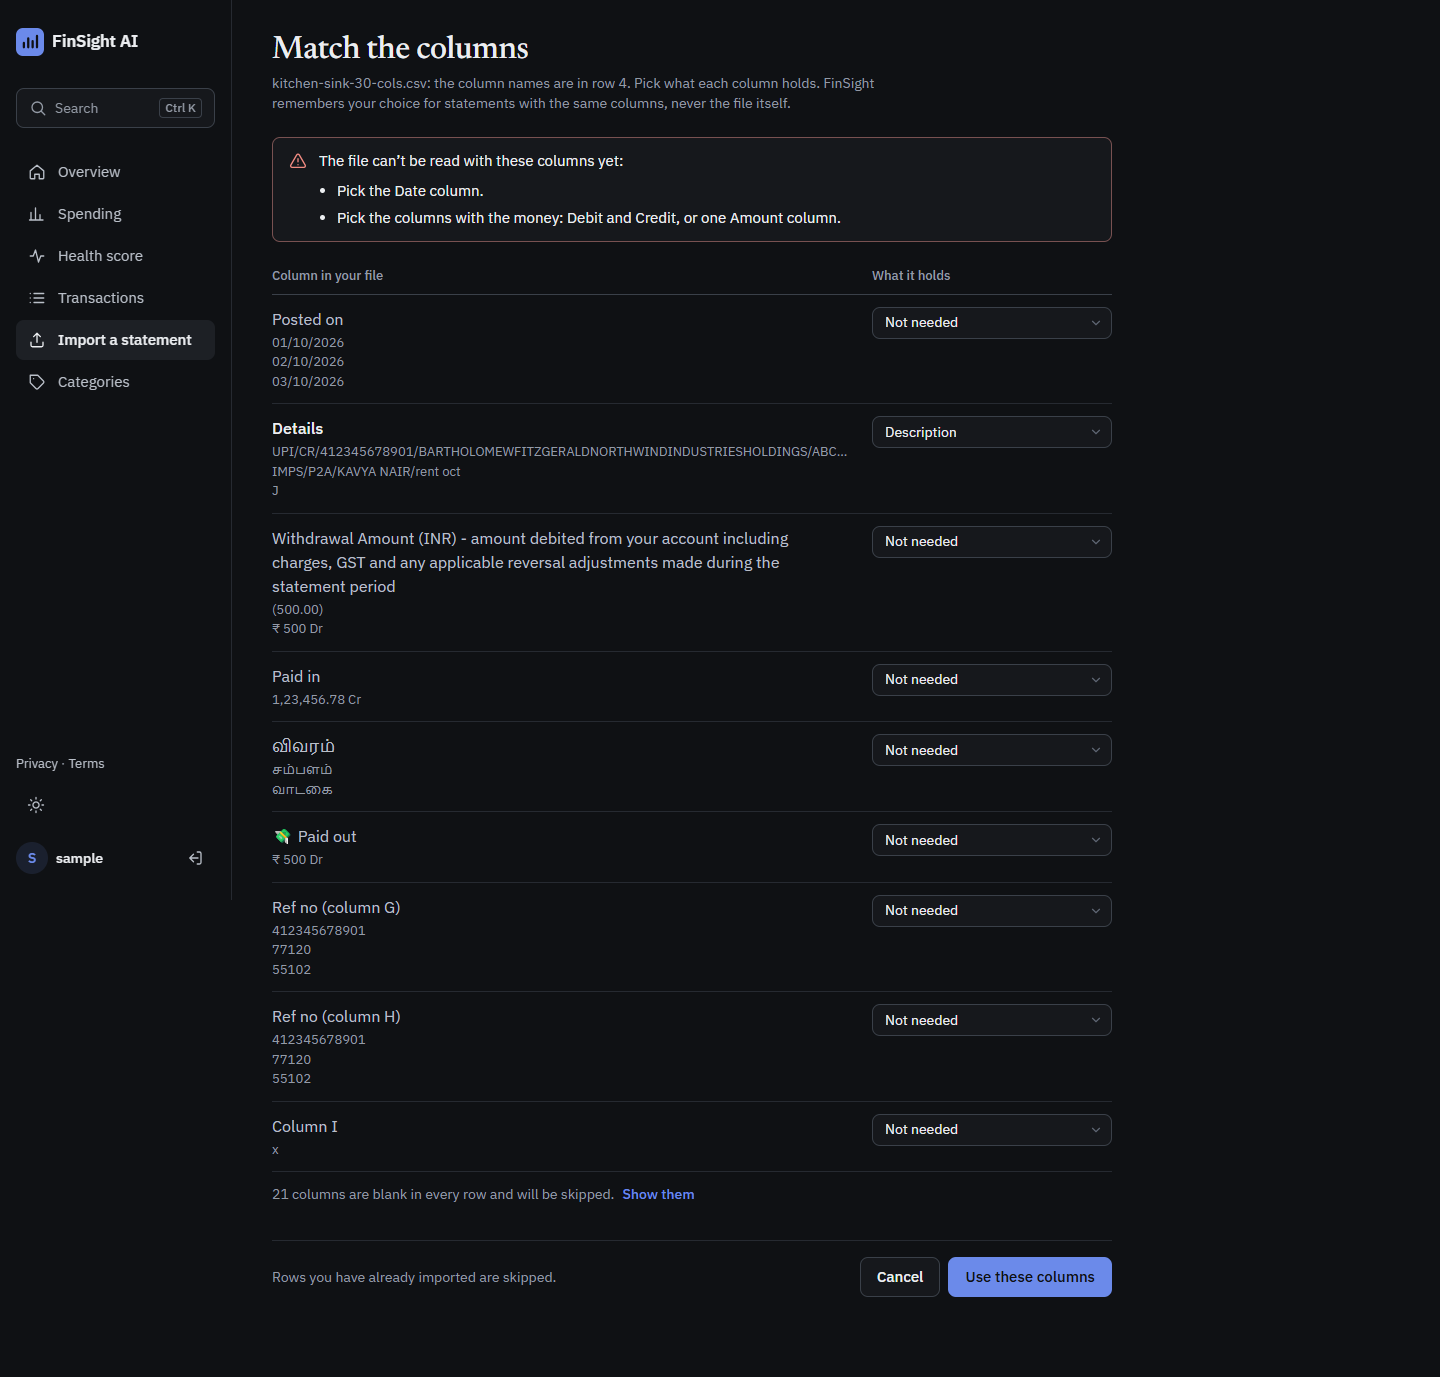 FinSight AI
Search
Ctrl K
Overview
Spending
Health score
Transactions
Import a statement
Categories
Privacy · Terms
S
sample
Match the columns
kitchen-sink-30-cols.csv: the column names are in row 4. Pick what each column holds. FinSight
remembers your choice for statements with the same columns, never the file itself.
The file can’t be read with these columns yet:
• Pick the Date column.
• Pick the columns with the money: Debit and Credit, or one Amount column.
Column in your file
What it holds
Posted on
Not needed
01/10/2026
02/10/2026
03/10/2026
Details
Description
UPI/CR/412345678901/BARTHOLOMEWFITZGERALDNORTHWINDINDUSTRIESHOLDINGS/ABC…
IMPS/P2A/KAVYA NAIR/rent oct
J
Withdrawal Amount (INR) - amount debited from your account including
Not needed
charges, GST and any applicable reversal adjustments made during the
statement period
(500.00)
₹ 500 Dr
Paid in
Not needed
1,23,456.78 Cr
விவரம்
Not needed
சம்பளம்
வாடகை
💸 Paid out
Not needed
₹ 500 Dr
Ref no (column G)
Not needed
412345678901
77120
55102
Ref no (column H)
Not needed
412345678901
77120
55102
Column I
Not needed
x
21 columns are blank in every row and will be skipped. Show them
Rows you have already imported are skipped.
Cancel
Use these columns